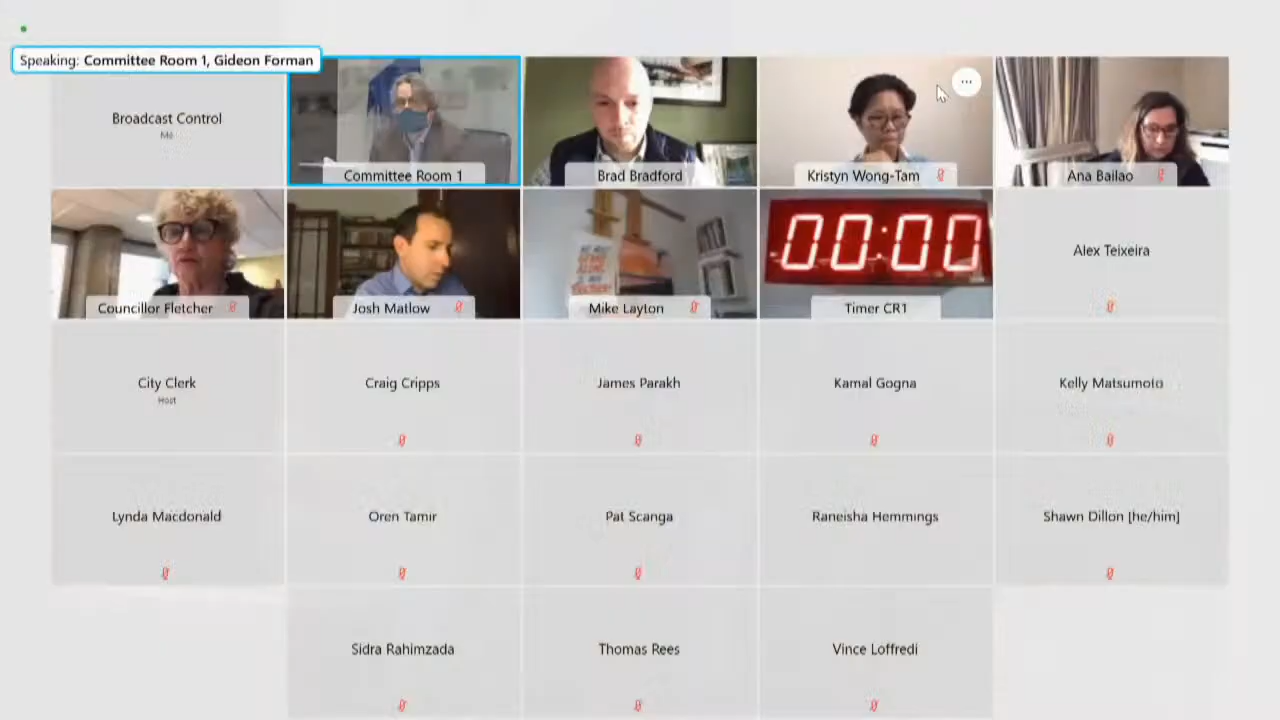 Speaking: Committee Room 1, Gideon Forman
Broadcast Control
Me
Committee Room 1
Brad Bradford
Kristyn Wong-Tam
Ana Bailao
Councillor Fletcher
Josh Matlow
Mike Layton
00:00
Timer CR1
Alex Teixeira
City Clerk
Host
Craig Cripps
James Parakh
Kamal Gogna
Kelly Matsumoto
Lynda Macdonald
Oren Tamir
Pat Scanga
Raneisha Hemmings
Shawn Dillon [he/him]
Sidra Rahimzada
Thomas Rees
Vince Loffredi